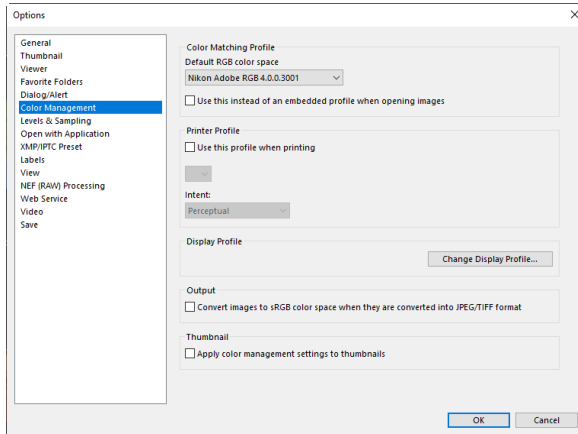 Options
General
Thumbnail
Viewer
Favorite Folders
Dialog/Alert
Color Management
Levels & Sampling
Open with Application
XMP/IPTC Preset
Labels
View
NEF (RAW) Processing
Web Service
Video
Save
Color Matching Profile
Default RGB color space
Nikon Adobe RGB 4.0.0.3001
Use this instead of an embedded profile when opening images
Printer Profile
Use this profile when printing
Intent:
Perceptual
Display Profile
Change Display Profile...
Output
Convert images to sRGB color space when they are converted into JPEG/TIFF format
Thumbnail
Apply color management settings to thumbnails
OK
Cancel